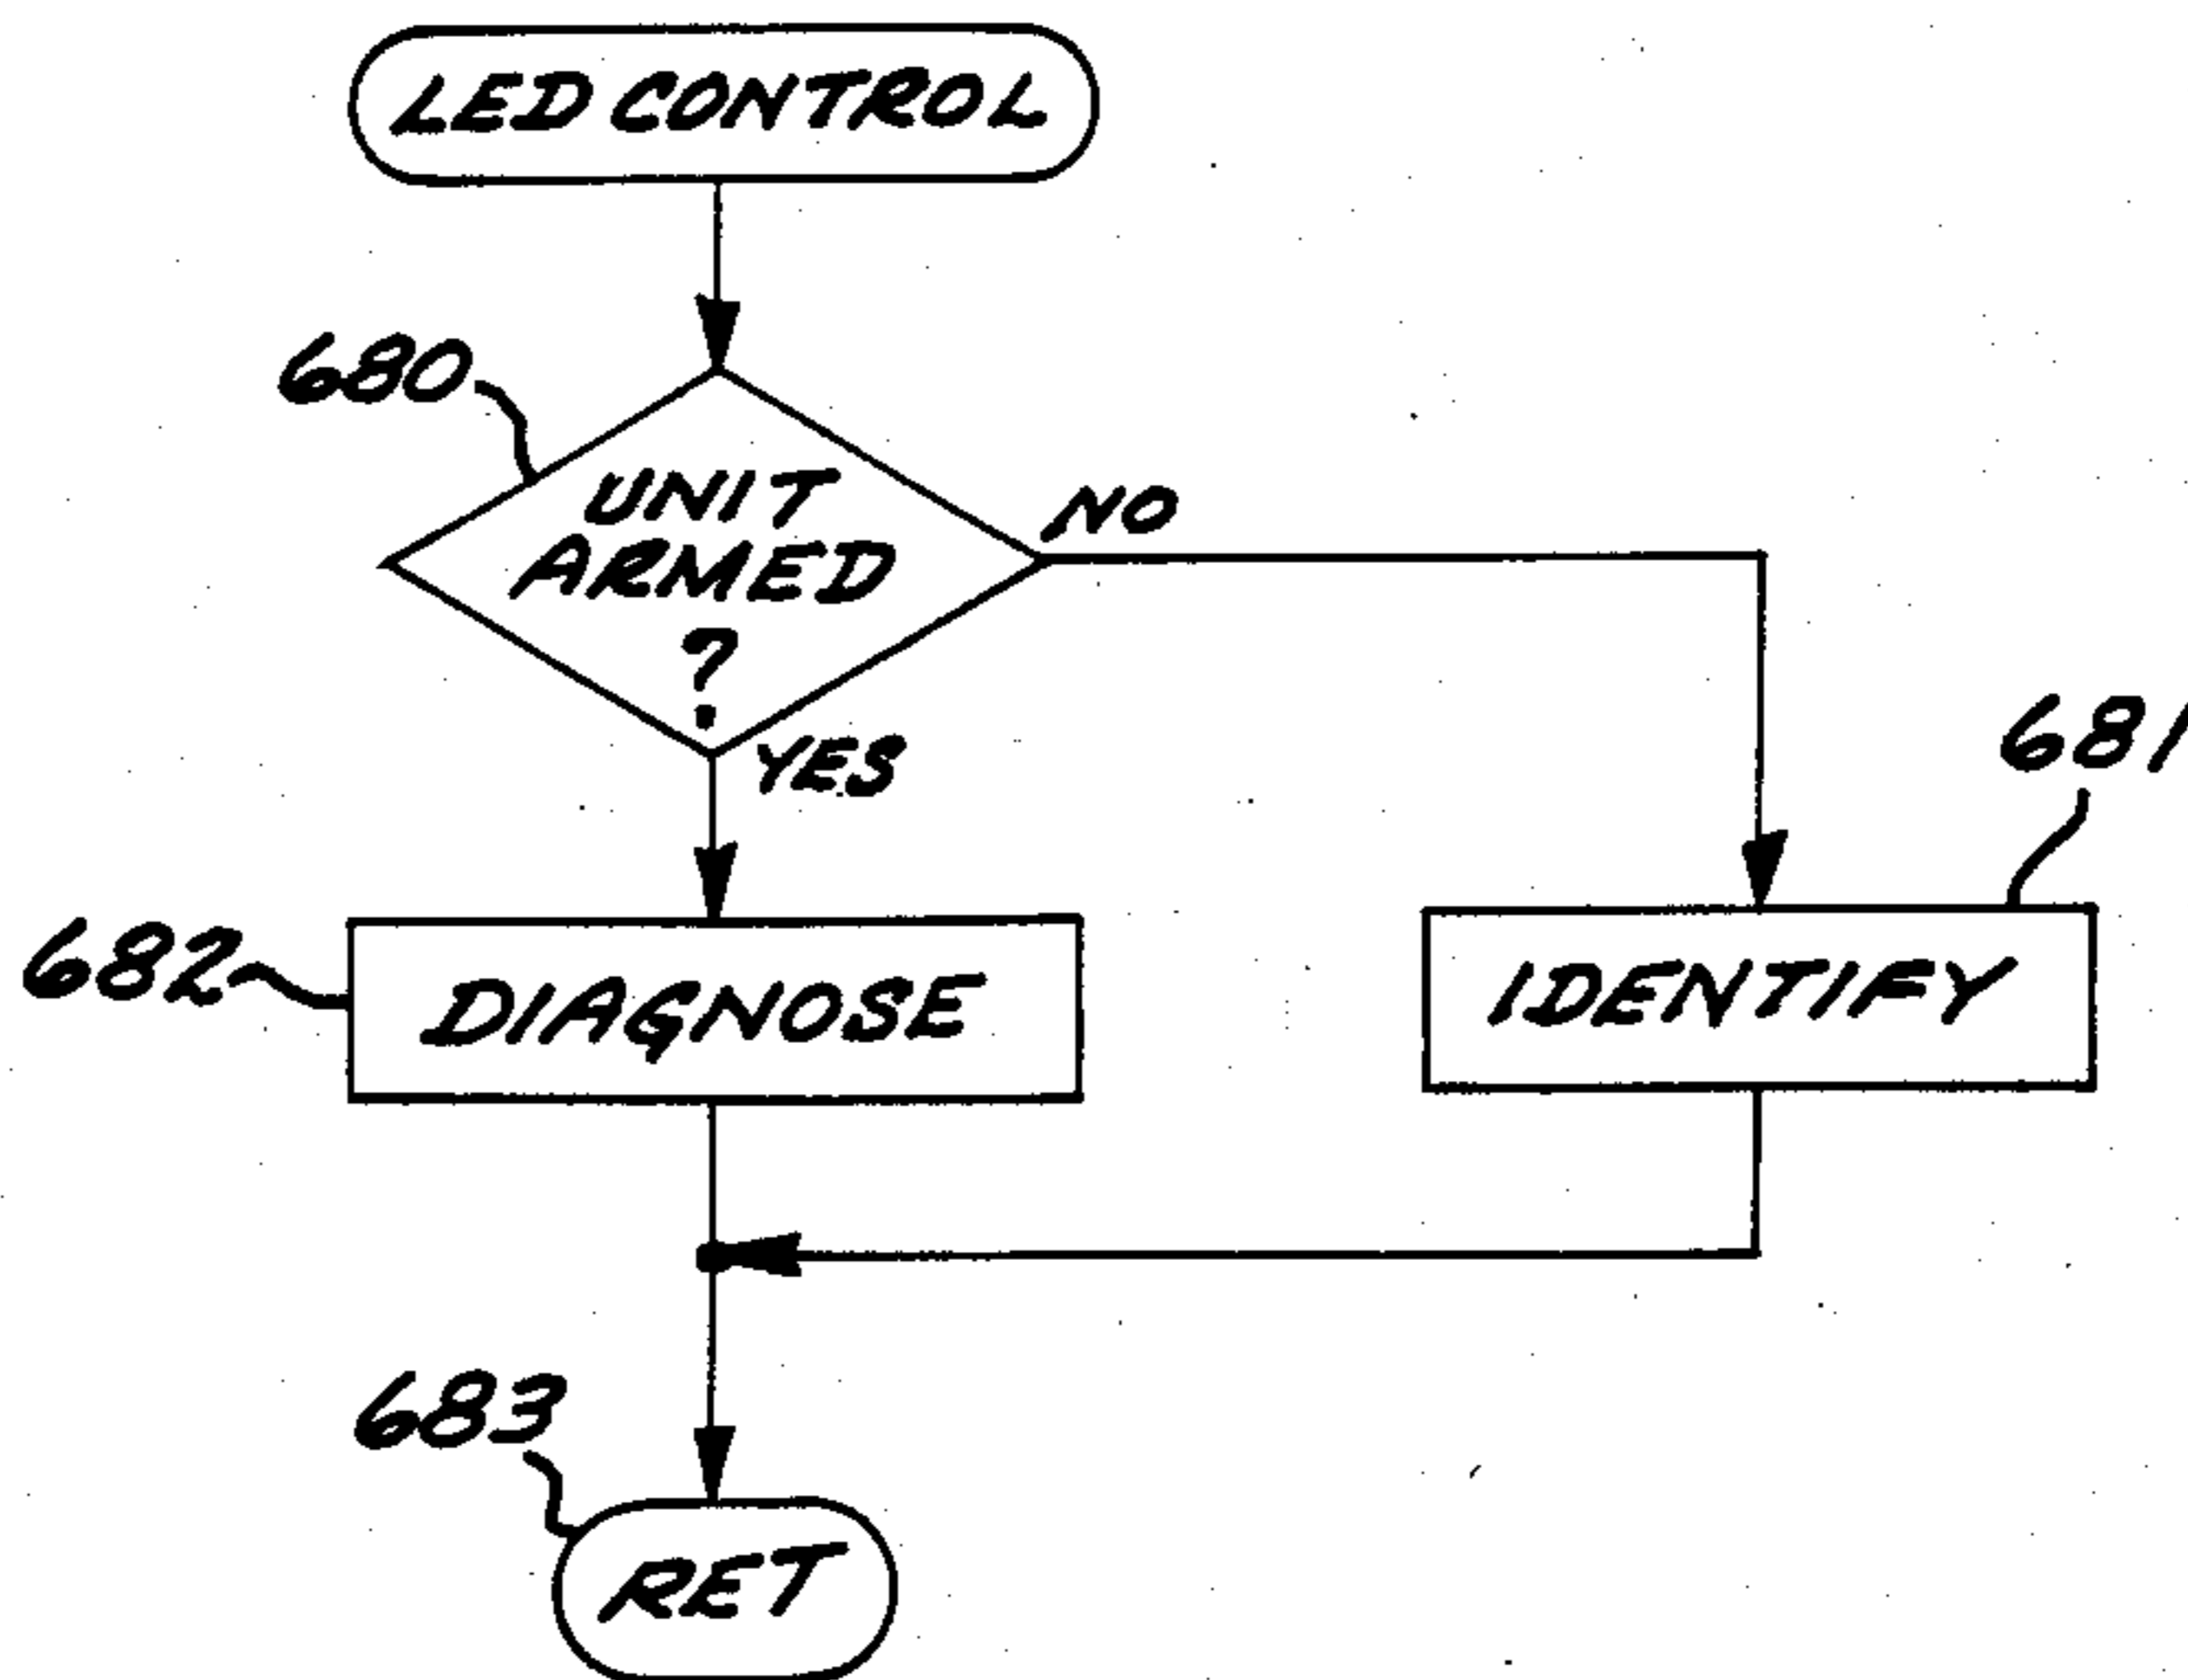 LED CONTROL
680
UNIT
ARMED
?
NO
YES
681
682
DIAGNOSE
IDENTIFY
683
RET